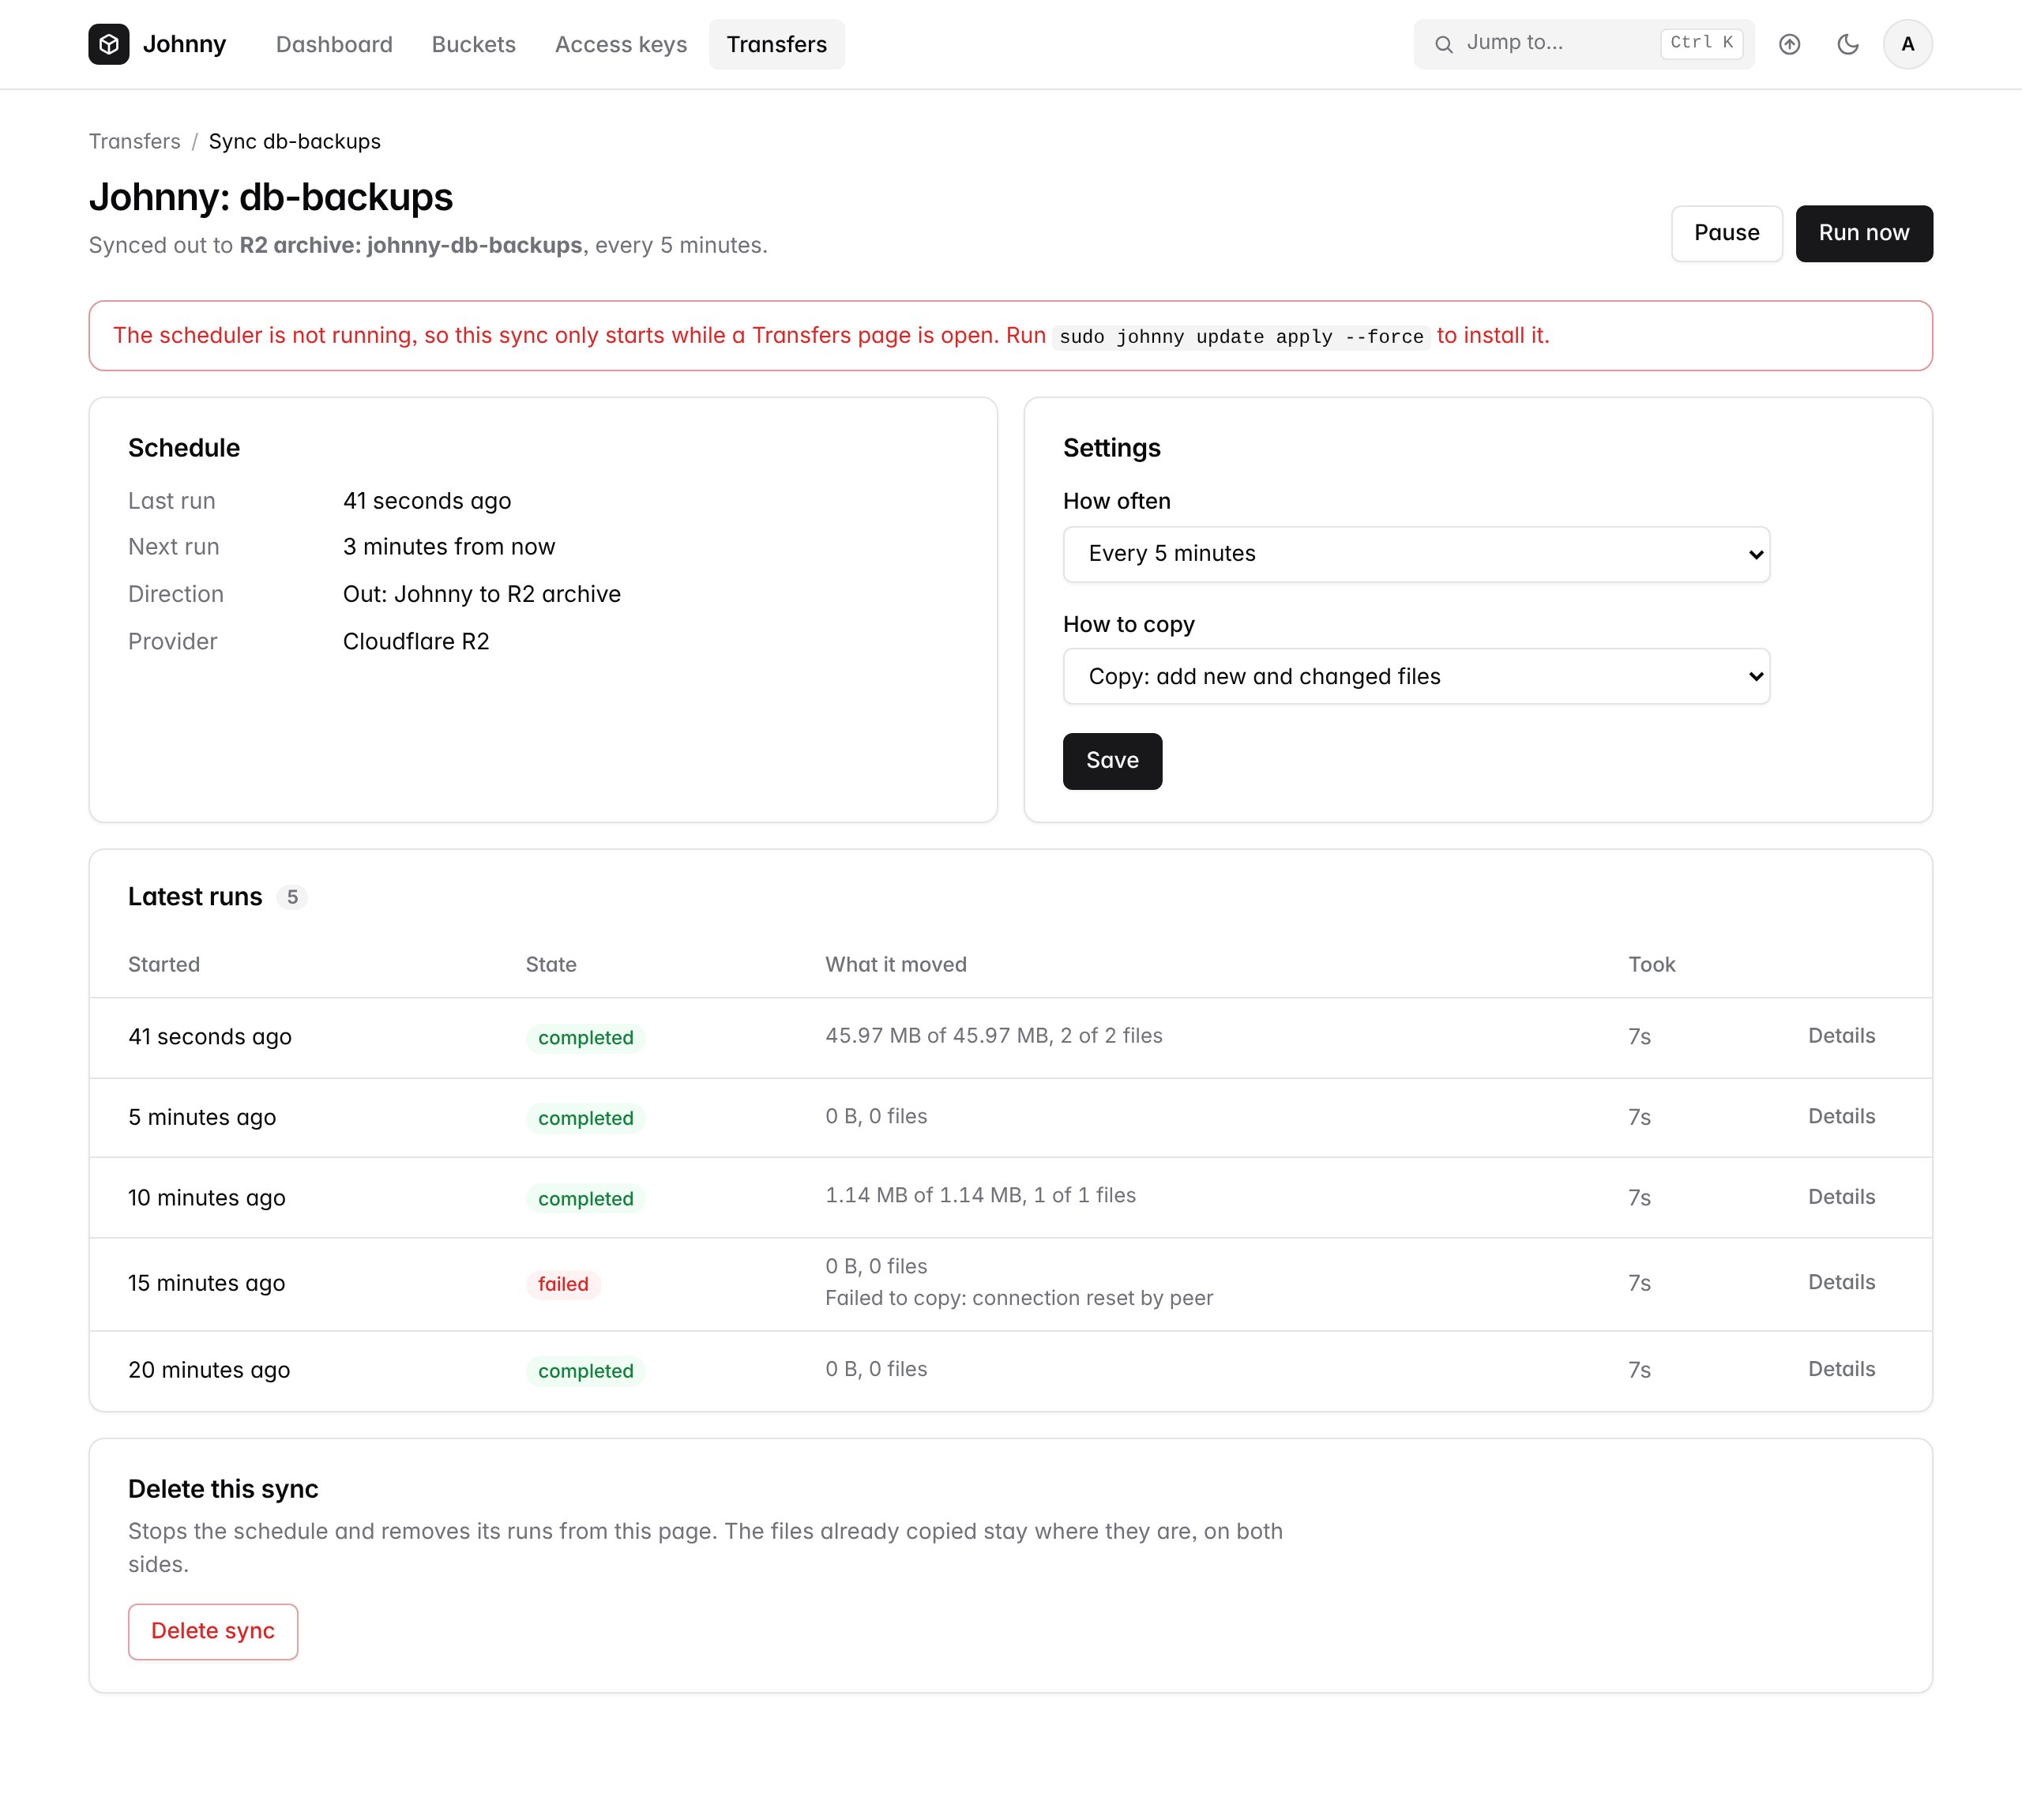 Johnny
Dashboard
Buckets
Access keys
Transfers
Jump to...
Ctrl K
A
Transfers / Sync db-backups
Johnny: db-backups
Synced out to R2 archive: johnny-db-backups, every 5 minutes.
Pause
Run now
The scheduler is not running, so this sync only starts while a Transfers page is open. Run sudo johnny update apply --force to install it.
Schedule
Last run 41 seconds ago
Next run 3 minutes from now
Direction Out: Johnny to R2 archive
Provider Cloudflare R2
Settings
How often
Every 5 minutes
How to copy
Copy: add new and changed files
Save
Latest runs 5
Started State What it moved Took
41 seconds ago completed 45.97 MB of 45.97 MB, 2 of 2 files 7s Details
5 minutes ago completed 0 B, 0 files 7s Details
10 minutes ago completed 1.14 MB of 1.14 MB, 1 of 1 files 7s Details
15 minutes ago failed 0 B, 0 files 7s Details
Failed to copy: connection reset by peer
20 minutes ago completed 0 B, 0 files 7s Details
Delete this sync
Stops the schedule and removes its runs from this page. The files already copied stay where they are, on both
sides.
Delete sync